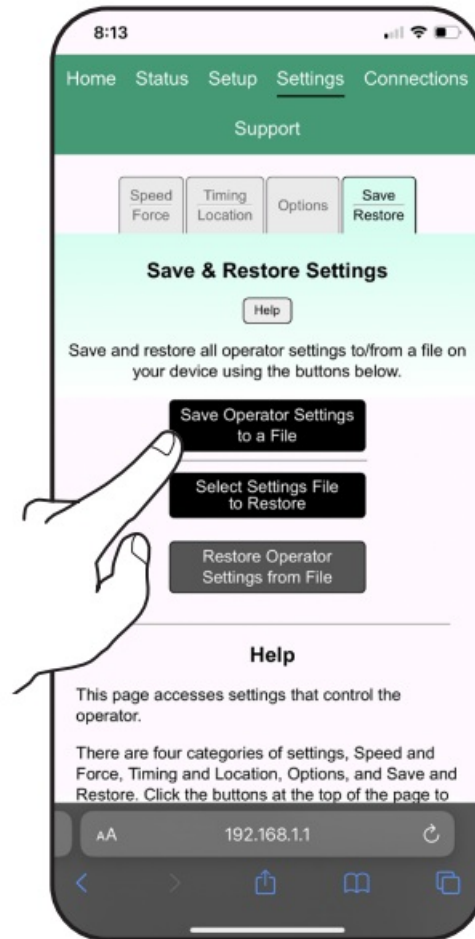 8:13
Home Status Setup Settings Connections
Support
Speed
Force
Timing
Location
Options
Save
Restore
Save & Restore Settings
Help
Save and restore all operator settings to/from a file on
your device using the buttons below.
Save Operator Settings
to a File
Select Settings File
to Restore
Restore Operator
Settings from File
Help
This page accesses settings that control the
operator.
There are four categories of settings, Speed and
Force, Timing and Location, Options, and Save and
Restore. Click the buttons at the top of the page to
AA
192.168.1.1